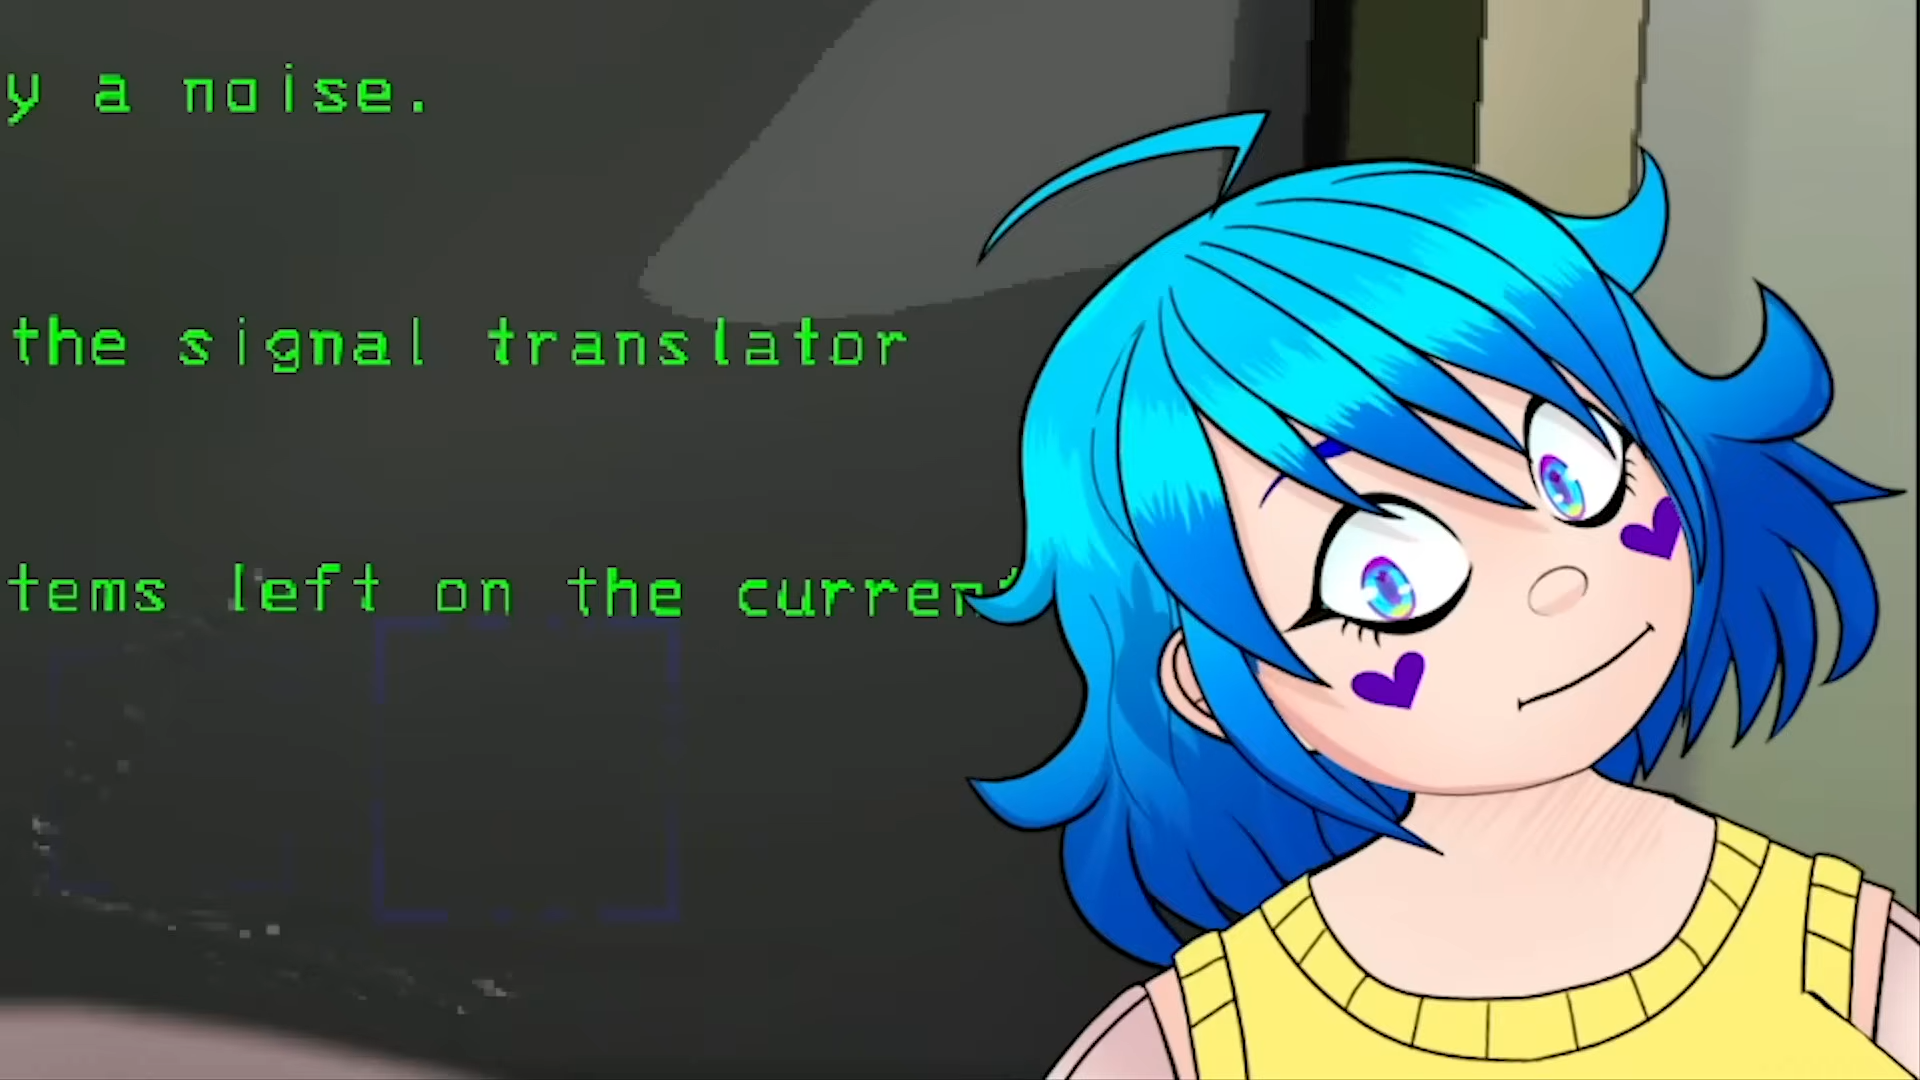 y a noise.
the signal translator
tems left on the curren